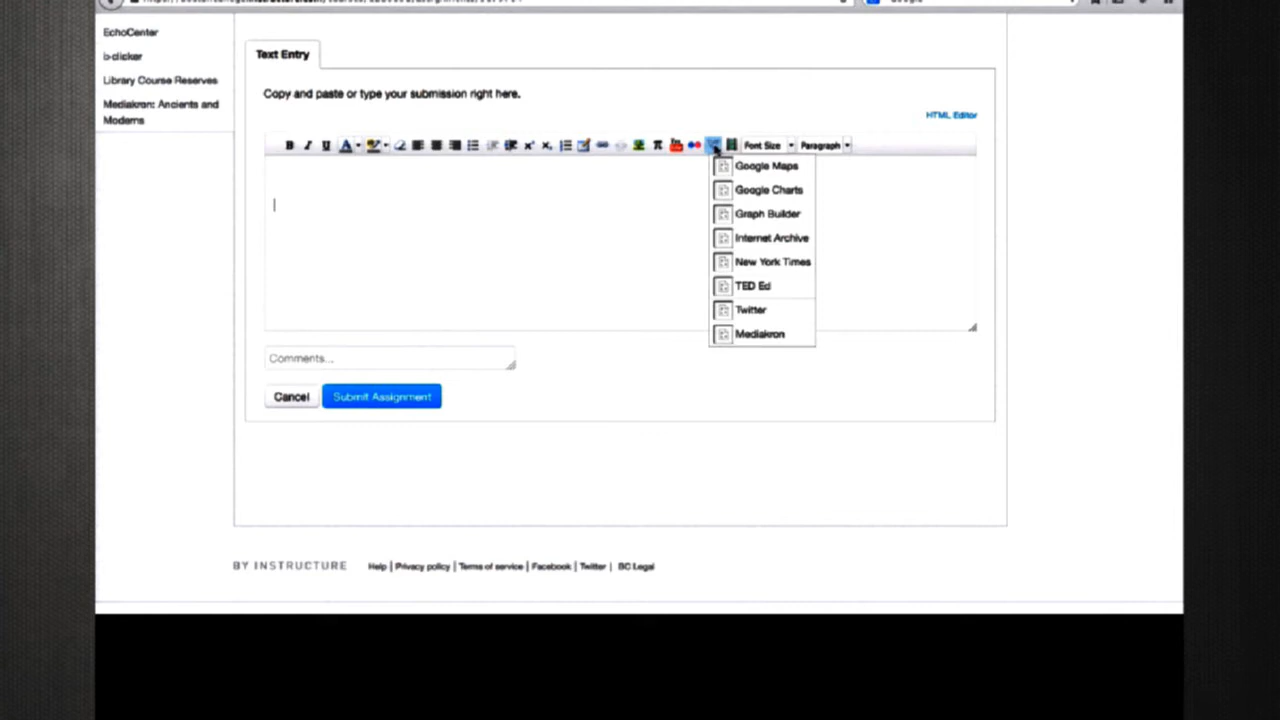 EchoCenter
i>clicker
Library Course Reserves
Mediakron: Ancients and
Moderns
Text Entry
Copy and paste or type your submission right here.
HTML Editor
B I U A Font Size Paragraph
Google Maps
Google Charts
Graph Builder
Internet Archive
New York Times
TED Ed
Twitter
Mediakron
Comments...
Cancel Submit Assignment
BY INSTRUCTURE Help | Privacy policy | Terms of service | Facebook | Twitter | BC Legal